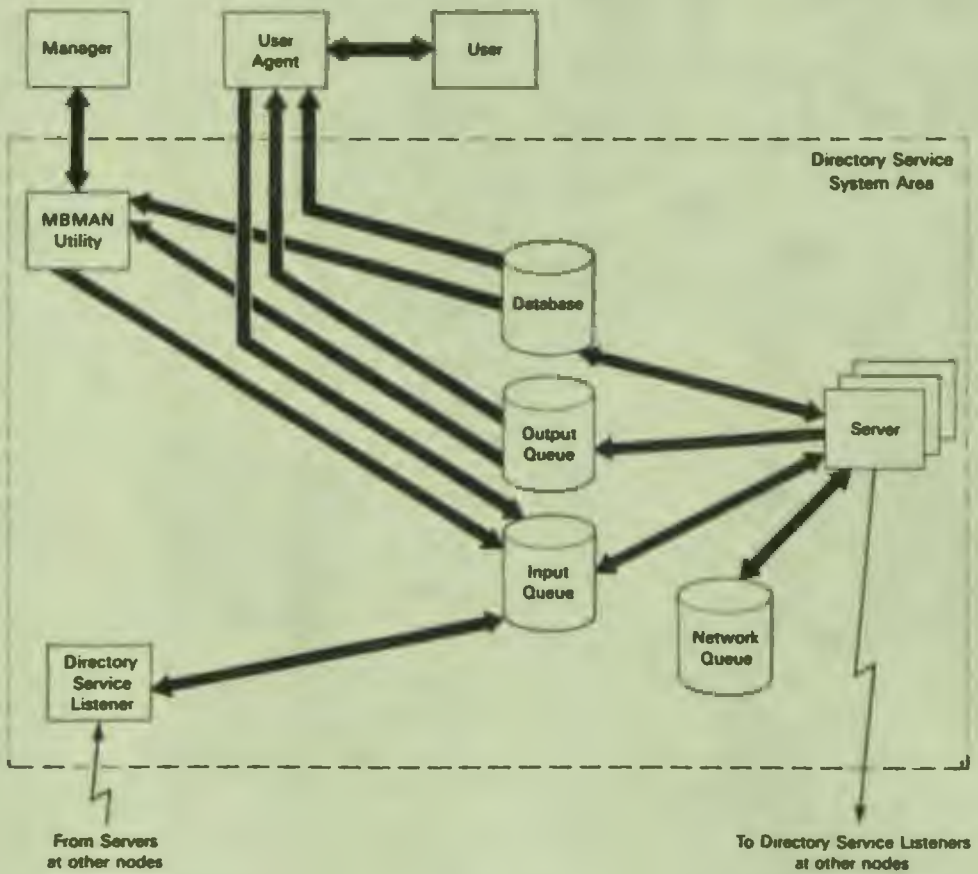 Manager
User
Agent
User
Directory Service
System Area
MBMAN
Utility
Database
Output
Queue
Server
Input
Queue
Network
Queue
Directory
Service
Listener
From Servers
at other nodes
To Directory Service Listeners
at other nodes